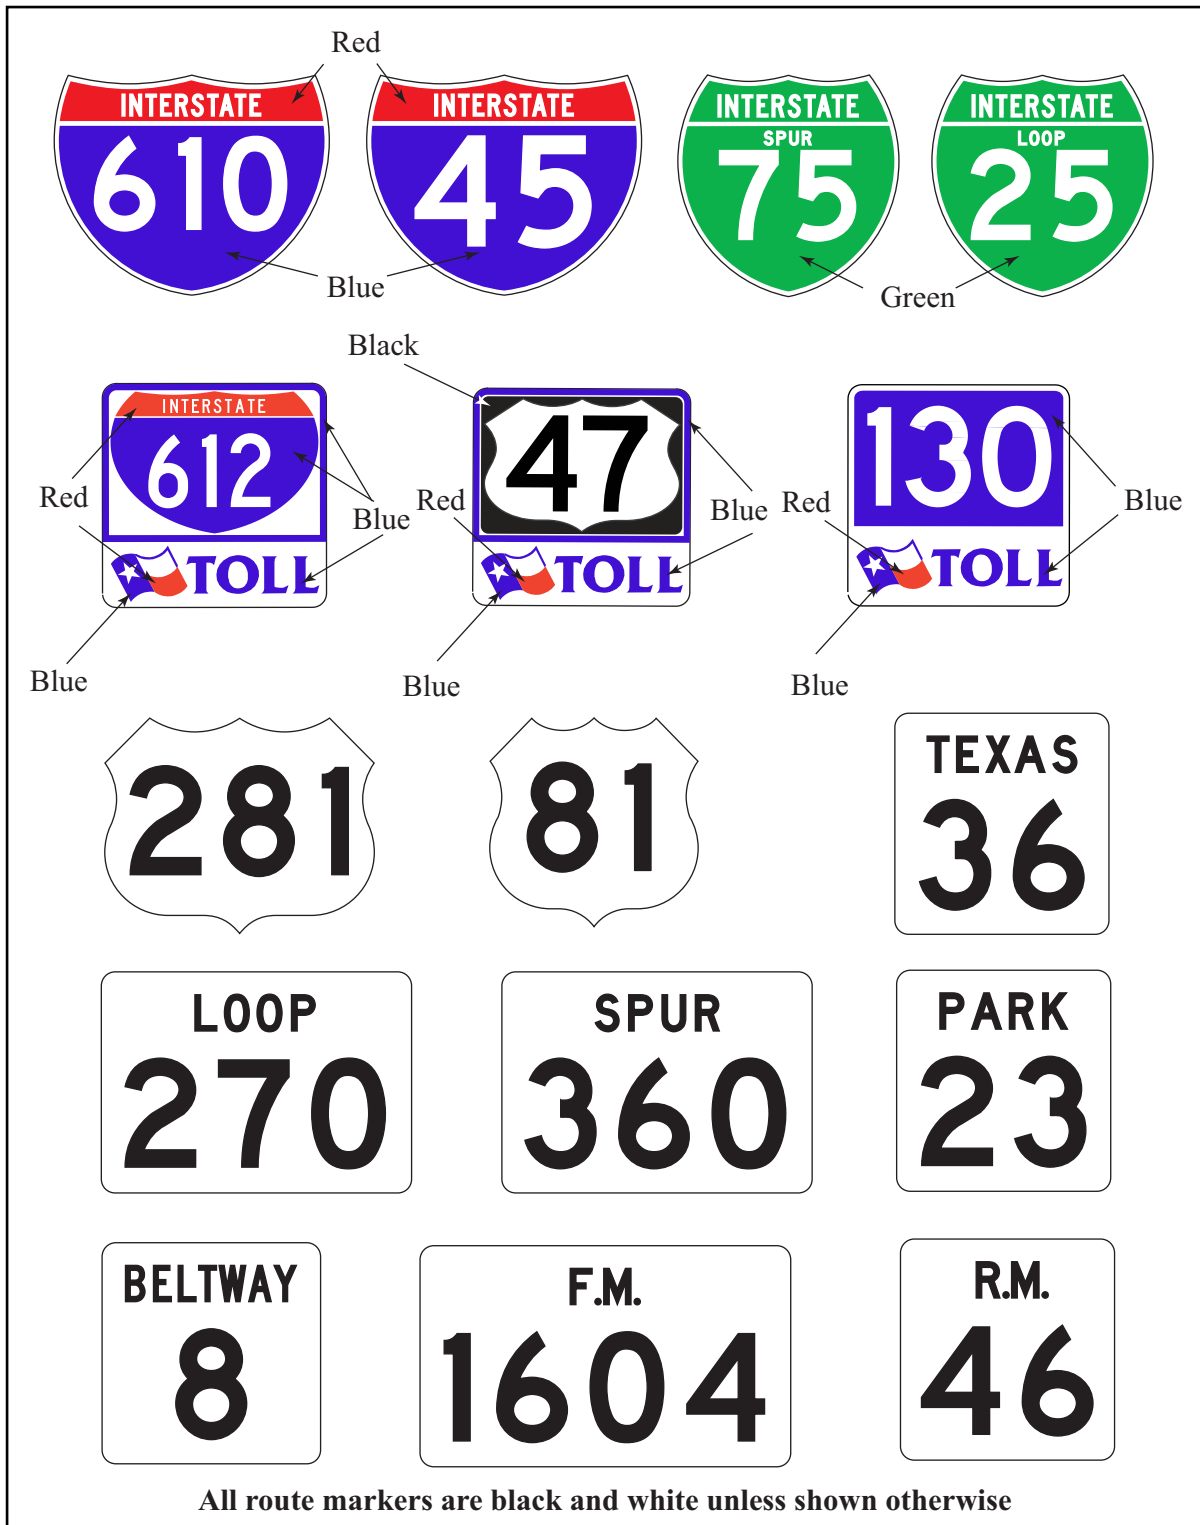 Red
INTERSTATE
610
INTERSTATE
45
INTERSTATE
SPUR
75
INTERSTATE
LOOP
25
Blue
Green
Black
INTERSTATE
612
TOLL
47
TOLL
130
TOLL
Red
Blue
Red
Blue
Red
Blue
Blue
Blue
Blue
281
81
TEXAS
36
LOOP
270
SPUR
360
PARK
23
BELTWAY
8
F.M.
1604
R.M.
46
All route markers are black and white unless shown otherwise